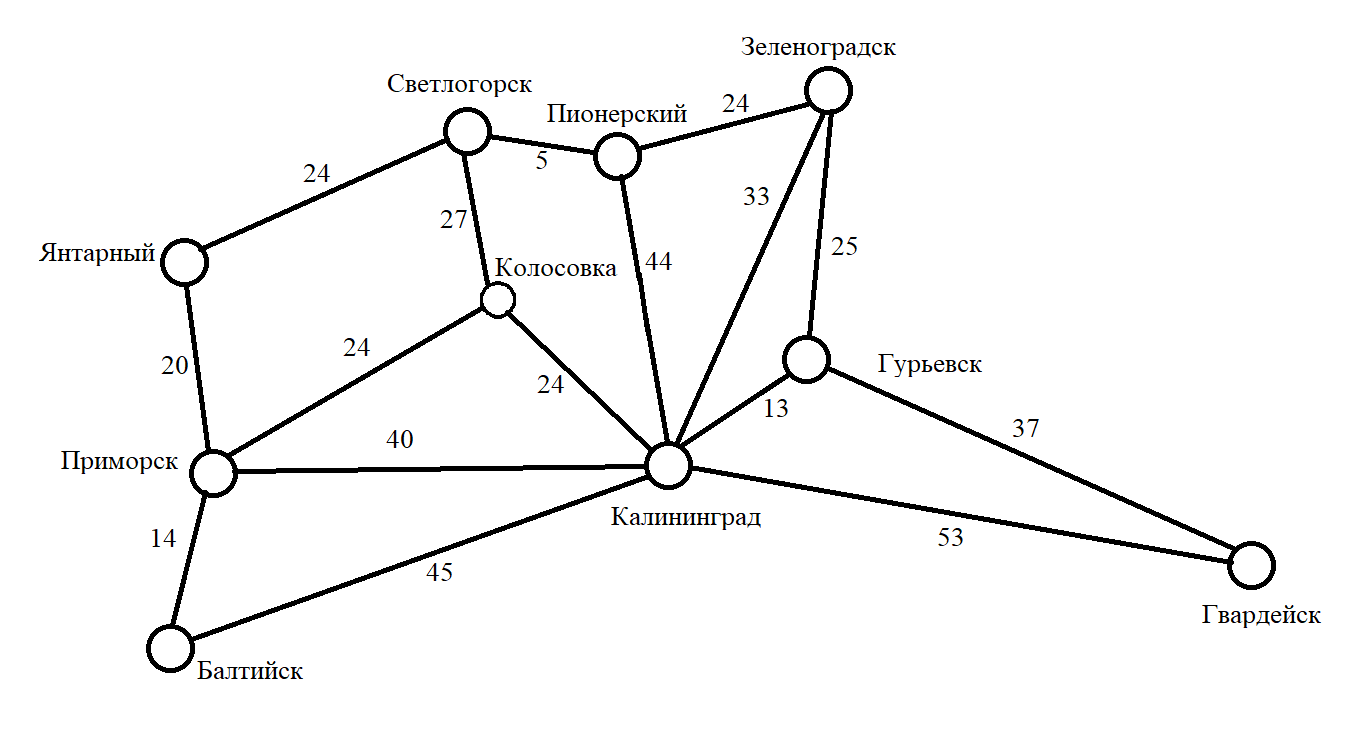 Зеленоградск
Светлогорск
24
Пионерский
5
24
33
27
Янтарный
25
44
Колосовка
20
24
Гурьевск
24
13
37
40
Приморск
Калининград
14
53
45
Гвардейск
Балтийск